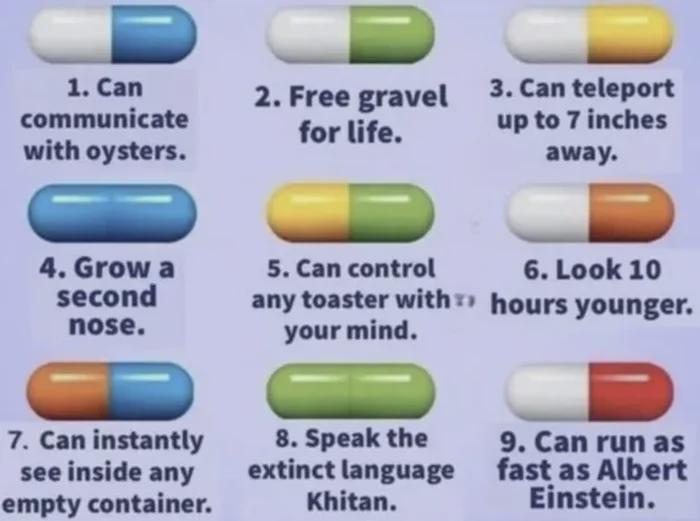 1. Can
communicate
with oysters.
2. Free gravel
for life.
3. Can teleport
up to 7 inches
away.
4. Grow a
second
nose.
5. Can control
any toaster with
your mind.
6. Look 10
hours younger.
7. Can instantly
see inside any
empty container.
8. Speak the
extinct language
Khitan.
9. Can run as
fast as Albert
Einstein.